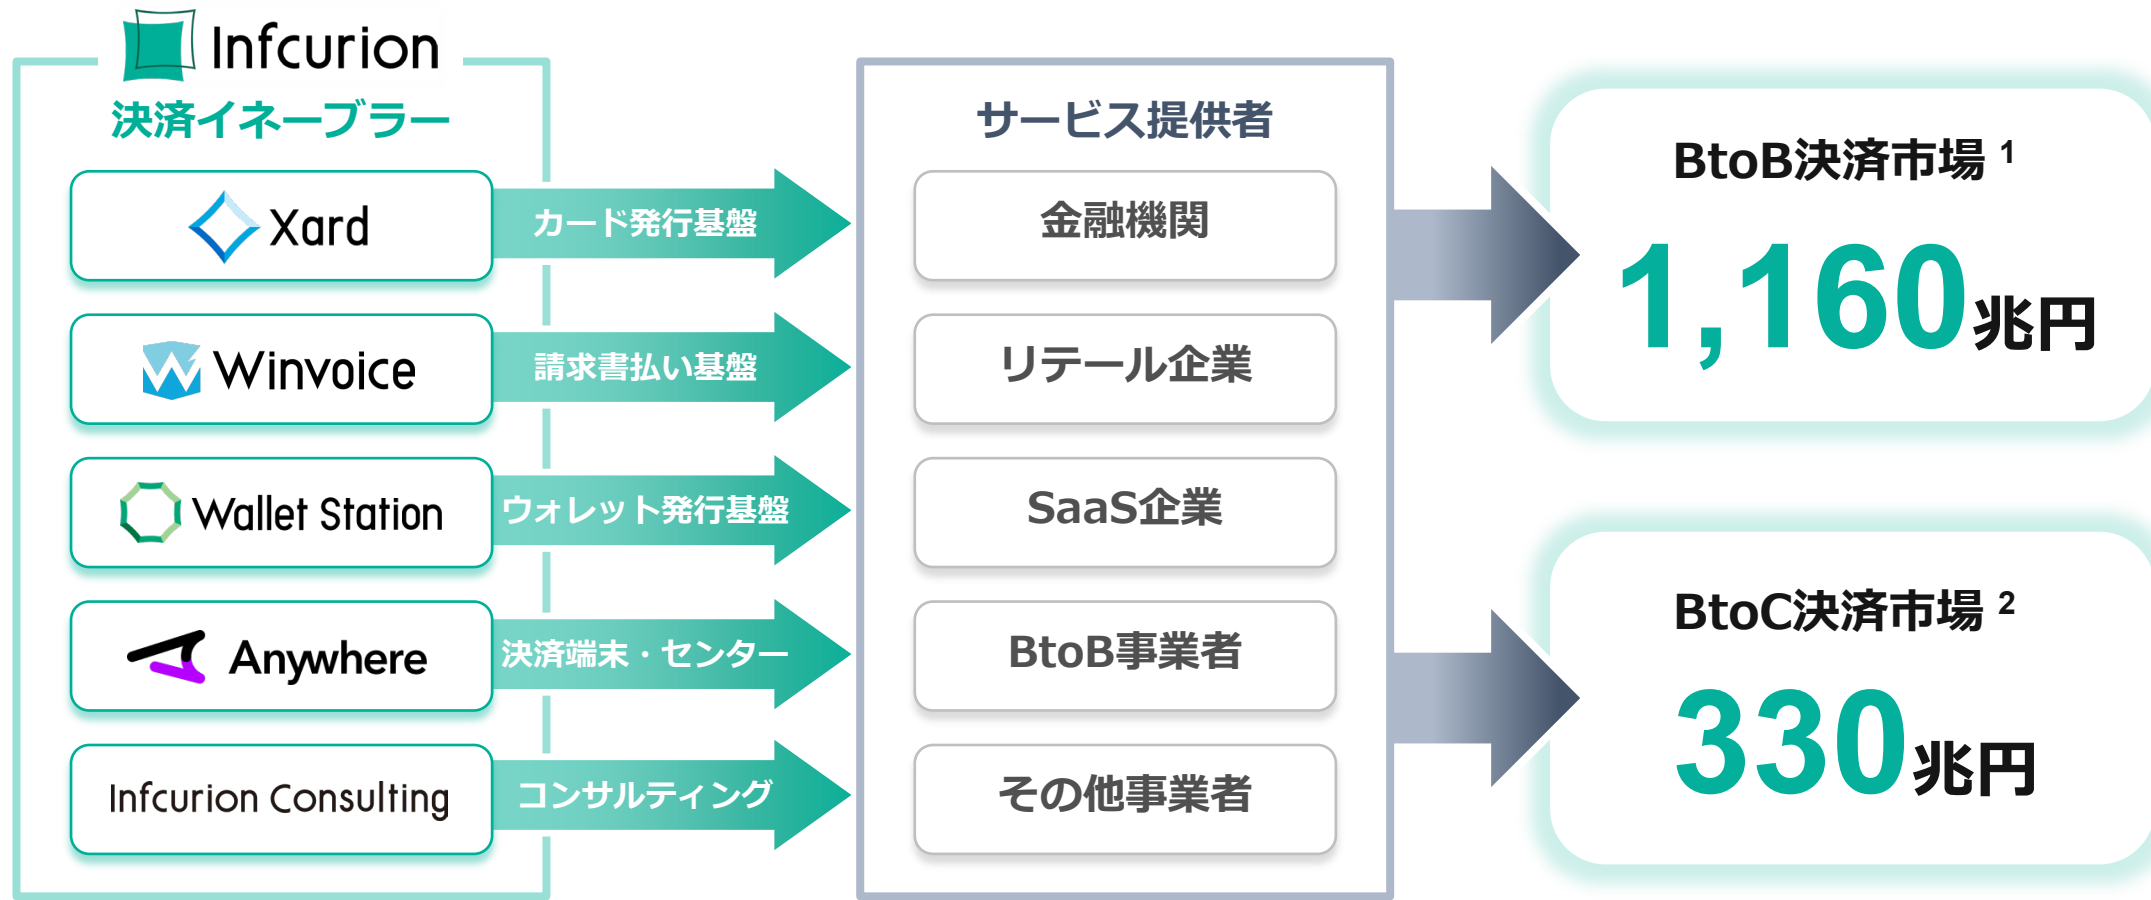 Infcurion
決済イネーブラー
Xard
カード発行基盤
Winvoice
請求書払い基盤
Wallet Station
ウォレット発行基盤
Anywhere
決済端末・センター
Infcurion Consulting
コンサルティング
サービス提供者
金融機関
リテール企業
SaaS企業
BtoB事業者
その他事業者
BtoB決済市場 1
1,160兆円
BtoC決済市場 2
330兆円